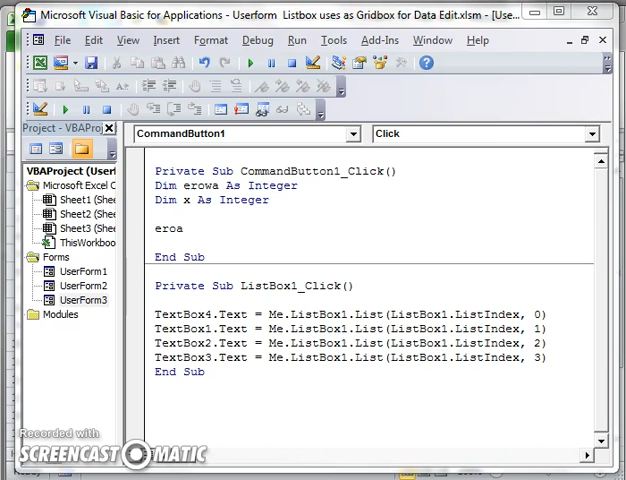 Microsoft Visual Basic for Applications - Userform Listbox uses as Gridbox for Data Edit.xlsm - [Use...
File Edit View Insert Format Debug Run Tools Add-Ins Window Help
Project - VBAProj
CommandButton1
Click
VBAProject (Userf
Microsoft Excel O
Sheet1 (Shee
Sheet2 (Shee
Sheet3 (Shee
ThisWorkboo
Forms
UserForm1
UserForm2
UserForm3
Modules
Private Sub CommandButton1_Click()
Dim erowa As Integer
Dim x As Integer
eroa
End Sub
Private Sub ListBox1_Click()
TextBox4.Text = Me.ListBox1.List(ListBox1.ListIndex, 0)
TextBox1.Text = Me.ListBox1.List(ListBox1.ListIndex, 1)
TextBox2.Text = Me.ListBox1.List(ListBox1.ListIndex, 2)
TextBox3.Text = Me.ListBox1.List(ListBox1.ListIndex, 3)
End Sub
Recorded with
SCREENCAST-O-MATIC